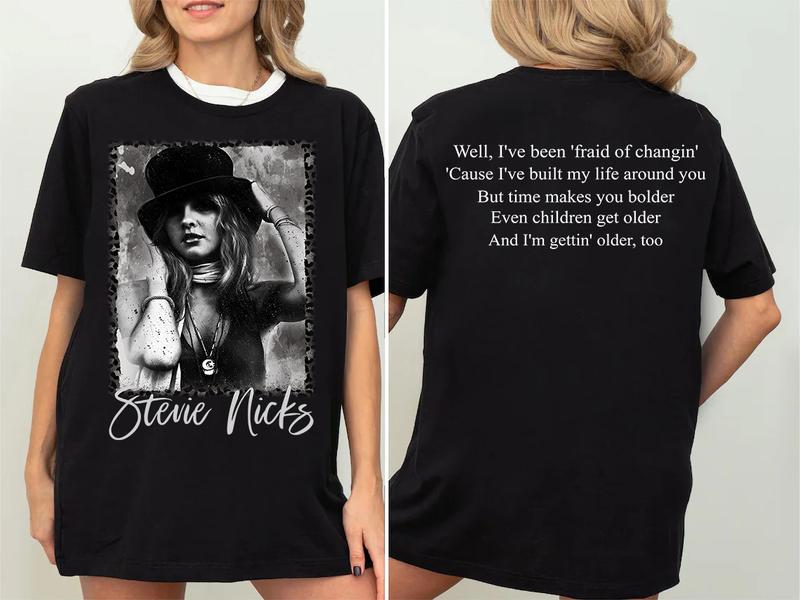 Stevie Nicks
Well, I've been 'fraid of changin'
'Cause I've built my life around you
But time makes you bolder
Even children get older
And I'm gettin' older, too